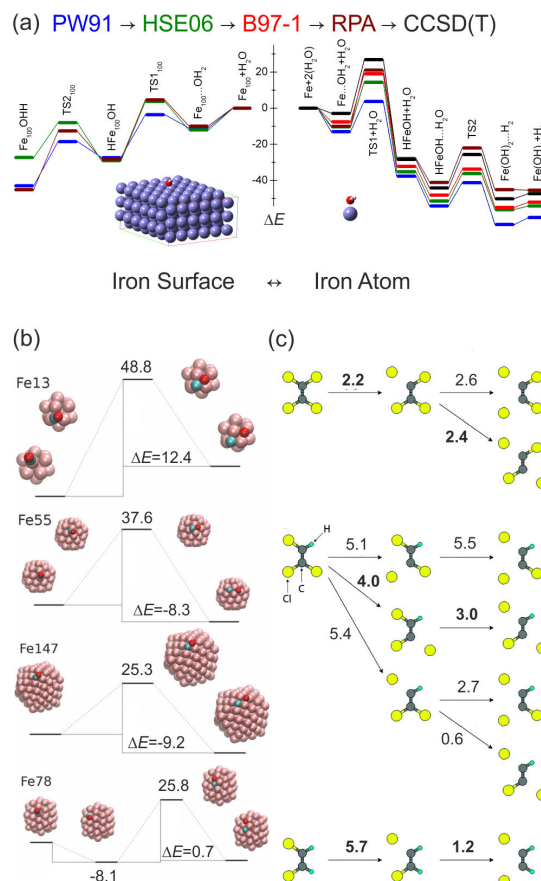 (a) PW91 → HSE06 → B97-1 → RPA → CCSD(T)
Fe100OHH
TS2100
HFe100OH
TS1100
Fe100...OH2
Fe100+H2O
Fe+2(H2O)
Fe...OH2+H2O
TS1+H2O
HFeOH+H2O
HFeOH...H2O
TS2
Fe(OH)2...H2
20
0
-20
-40
ΔE
Iron Surface ↔ Iron Atom
(b)
Fe13
48.8
ΔE=12.4
Fe55
37.6
ΔE=-8.3
Fe147
25.3
ΔE=-9.2
Fe78
25.8
ΔE=0.7
-8.1
(c)
2.2
2.6
2.4
H
Cl
C
5.1
5.5
4.0
3.0
5.4
2.7
0.6
5.7
1.2